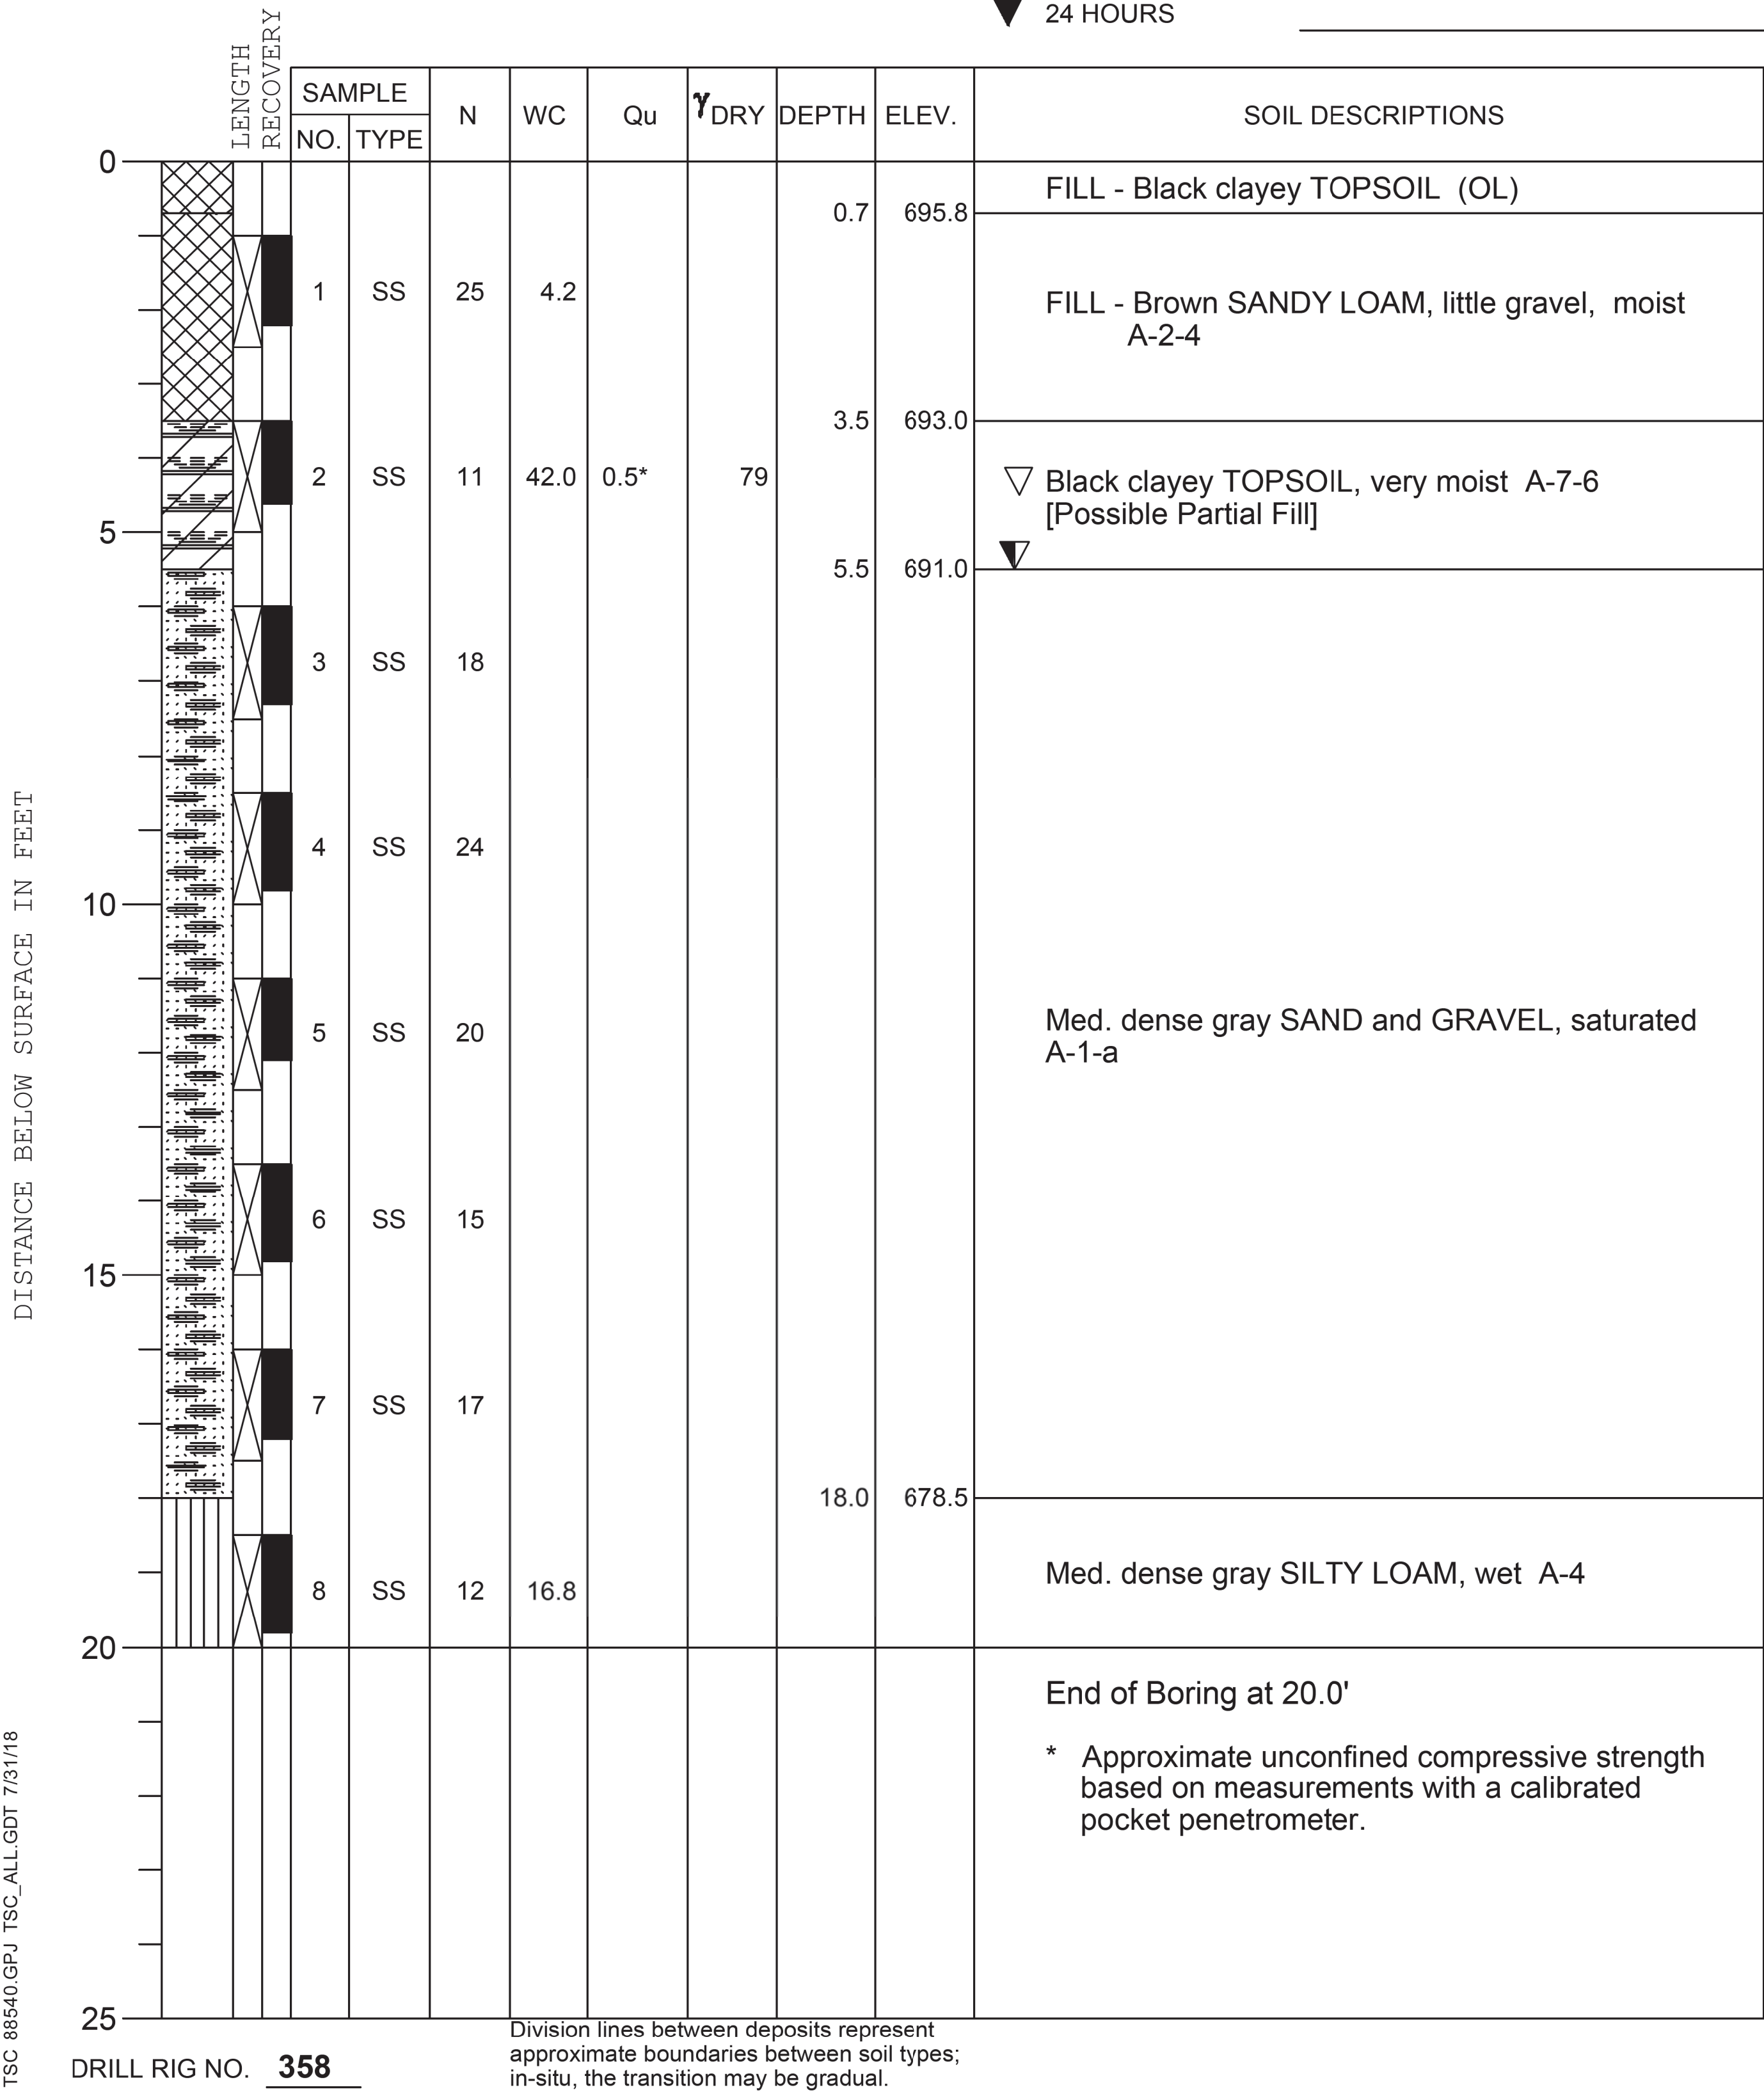 24 HOURS
LENGTH
RECOVERY
SAMPLE
NO. TYPE N WC Qu γDRY DEPTH ELEV. SOIL DESCRIPTIONS
0
FILL - Black clayey TOPSOIL (OL)
0.7 695.8
1 SS 25 4.2
FILL - Brown SANDY LOAM, little gravel, moist
A-2-4
3.5 693.0
2 SS 11 42.0 0.5* 79
Black clayey TOPSOIL, very moist A-7-6
[Possible Partial Fill]
5
5.5 691.0
3 SS 18
4 SS 24
10
5 SS 20
Med. dense gray SAND and GRAVEL, saturated
A-1-a
6 SS 15
15
7 SS 17
18.0 678.5
8 SS 12 16.8
Med. dense gray SILTY LOAM, wet A-4
20
End of Boring at 20.0'
* Approximate unconfined compressive strength
based on measurements with a calibrated
pocket penetrometer.
25
DISTANCE BELOW SURFACE IN FEET
TSC 88540.GPJ TSC_ALL.GDT 7/31/18
Division lines between deposits represent
approximate boundaries between soil types;
in-situ, the transition may be gradual.
DRILL RIG NO. 358